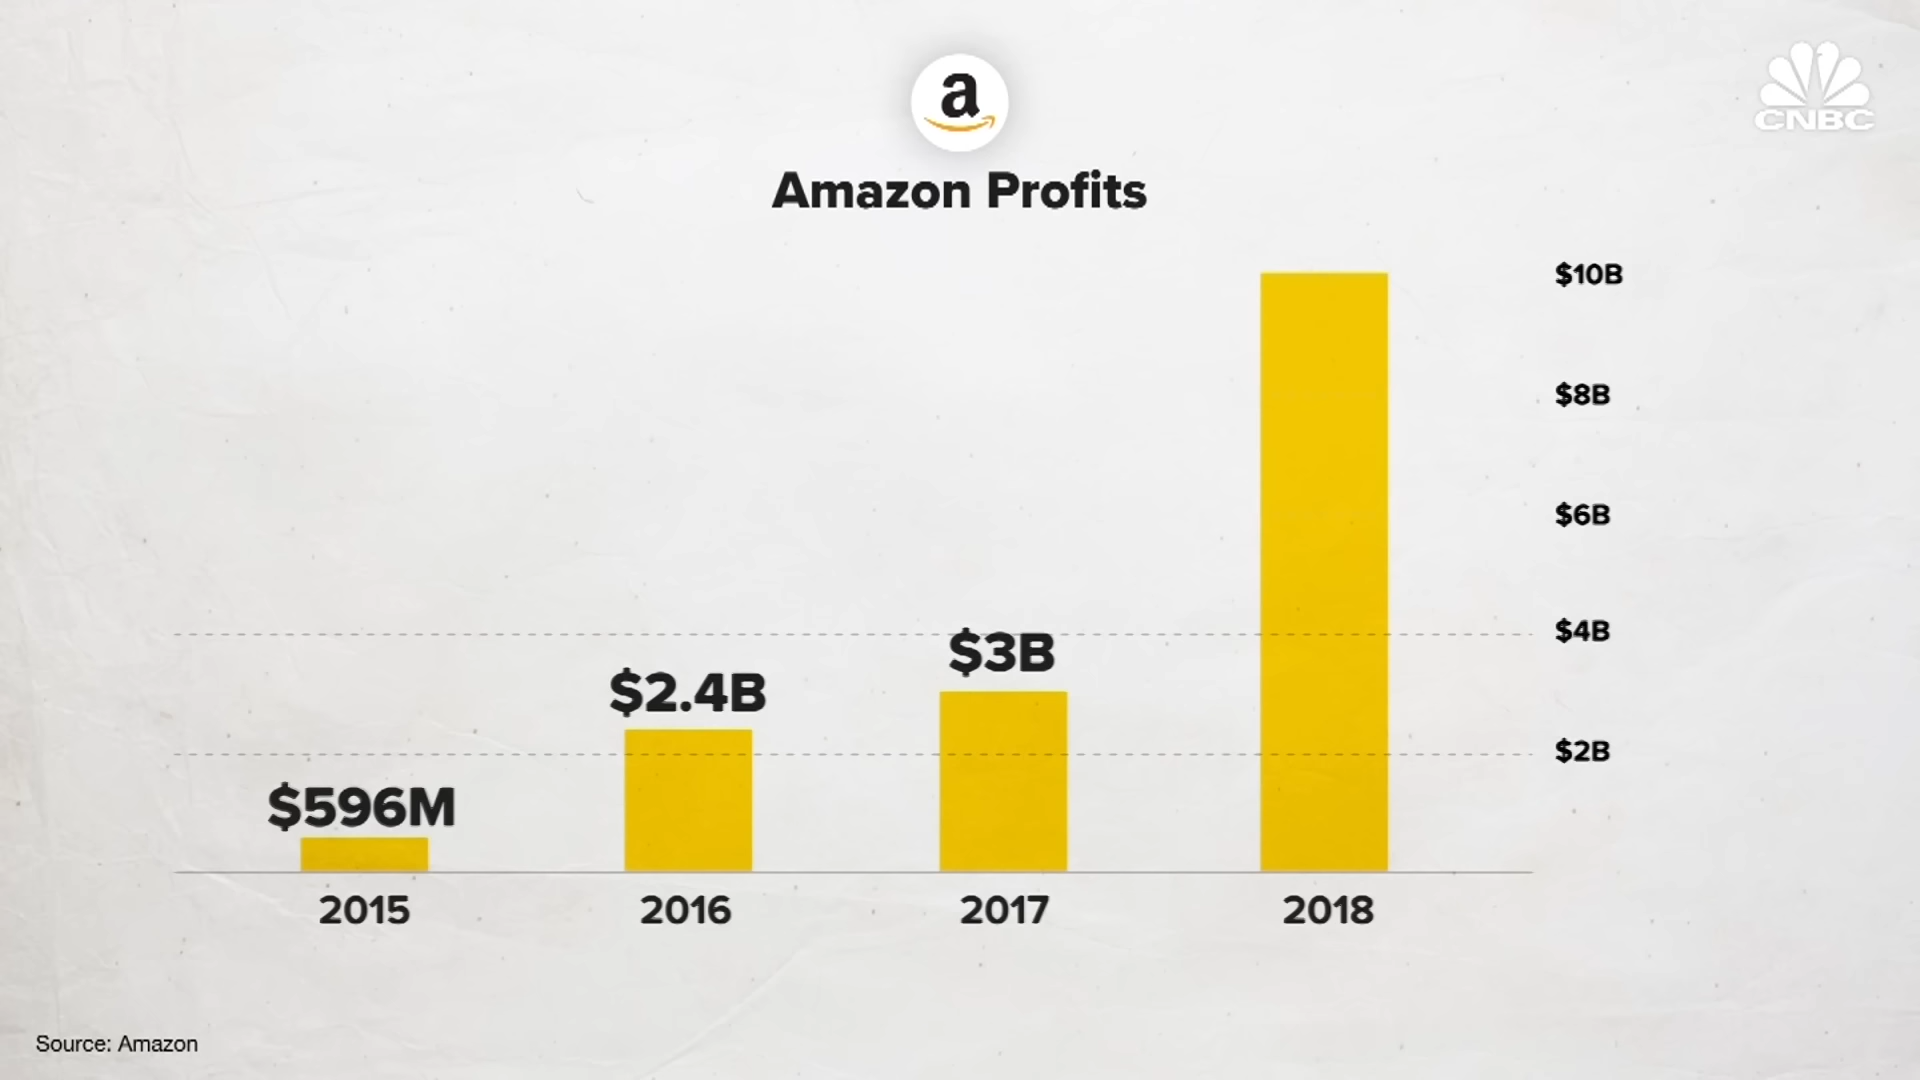 a
CNBC
Amazon Profits
$10B
$8B
$6B
$4B
$3B
$2.4B
$2B
$596M
2015 2016 2017 2018
Source: Amazon